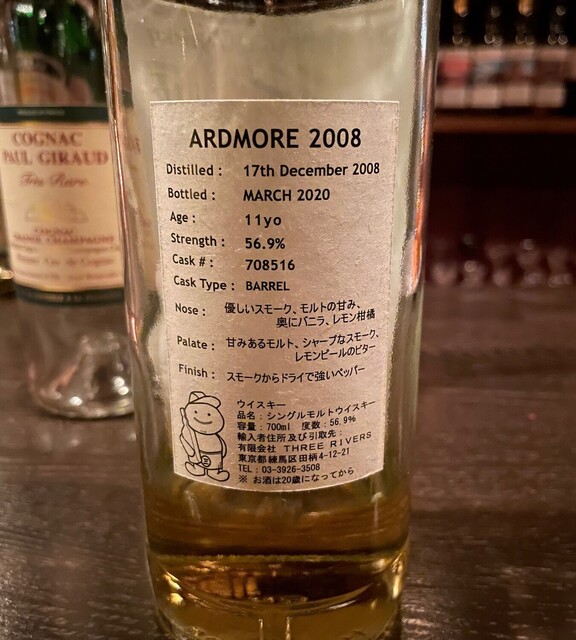 COGNAC
PAUL GIRAUD
Très Rare
COGNAC
GRANDE CHAMPAGNE
ARDMORE 2008
Distilled : 17th December 2008
Bottled : MARCH 2020
Age : 11yo
Strength : 56.9%
Cask # : 708516
Cask Type : BARREL
Nose : 優しいスモーク、モルトの甘み、
奥にバニラ、レモン柑橘
Palate : 甘みあるモルト、シャープなスモーク、
レモンピールのビター
Finish : スモークからドライで強いペッパー
ウイスキー
品名：シングルモルトウイスキー
容量：700ml 度数：56.9%
輸入者住所及び引取先：
有限会社 THREE RIVERS
東京都練馬区田柄4-12-21
TEL : 03-3926-3508
※ お酒は20歳になってから